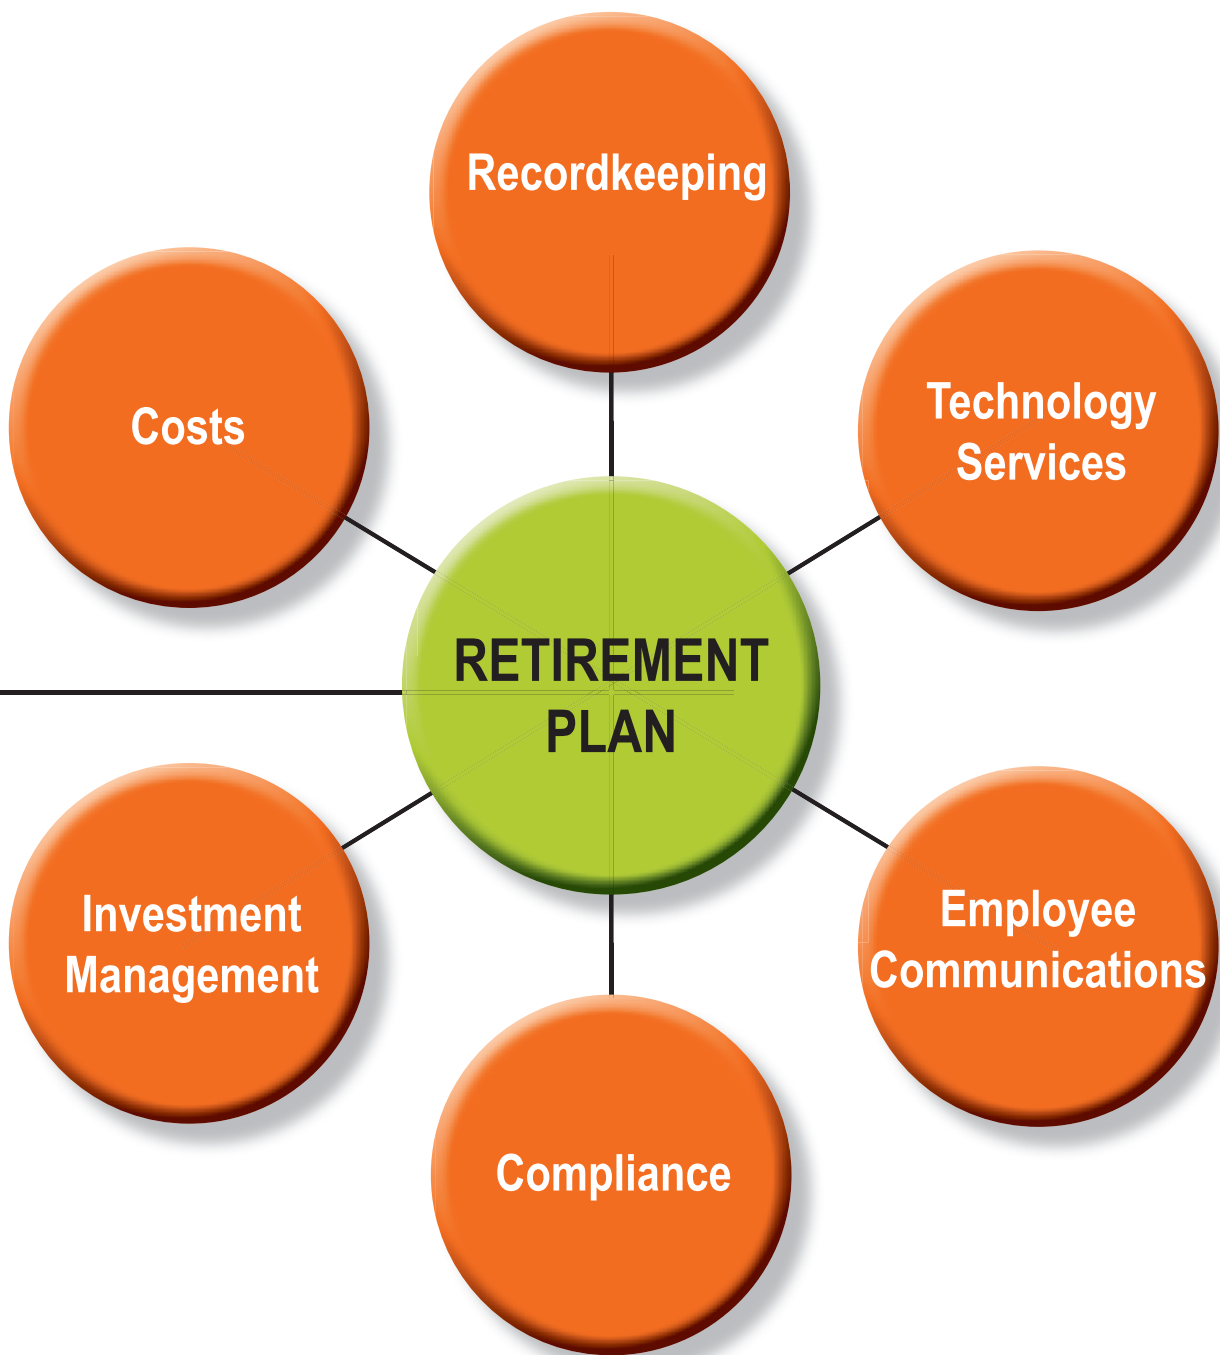 Recordkeeping
Costs
Technology
Services
RETIREMENT
PLAN
Investment
Management
Employee
Communications
Compliance